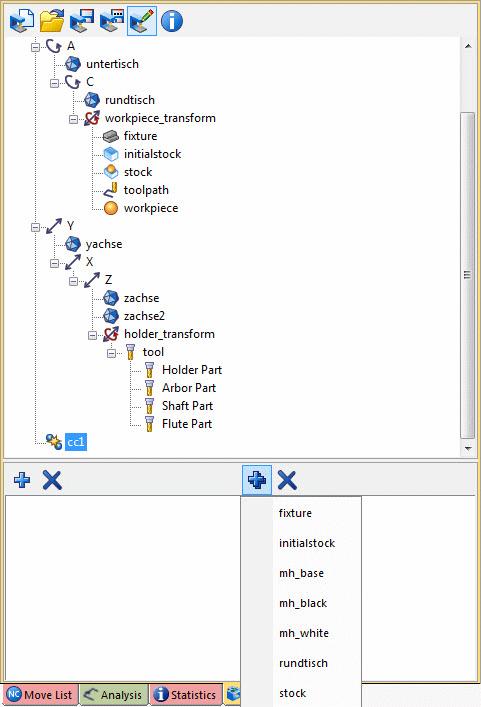 A
untertisch
C
rundtisch
workpiece_transform
fixture
initialstock
stock
toolpath
workpiece
Y
yachse
X
Z
zachse
zachse2
holder_transform
tool
Holder Part
Arbor Part
Shaft Part
Flute Part
cc1
fixture
initialstock
mh_base
mh_black
mh_white
rundtisch
stock
NC Move List Analysis Statistics